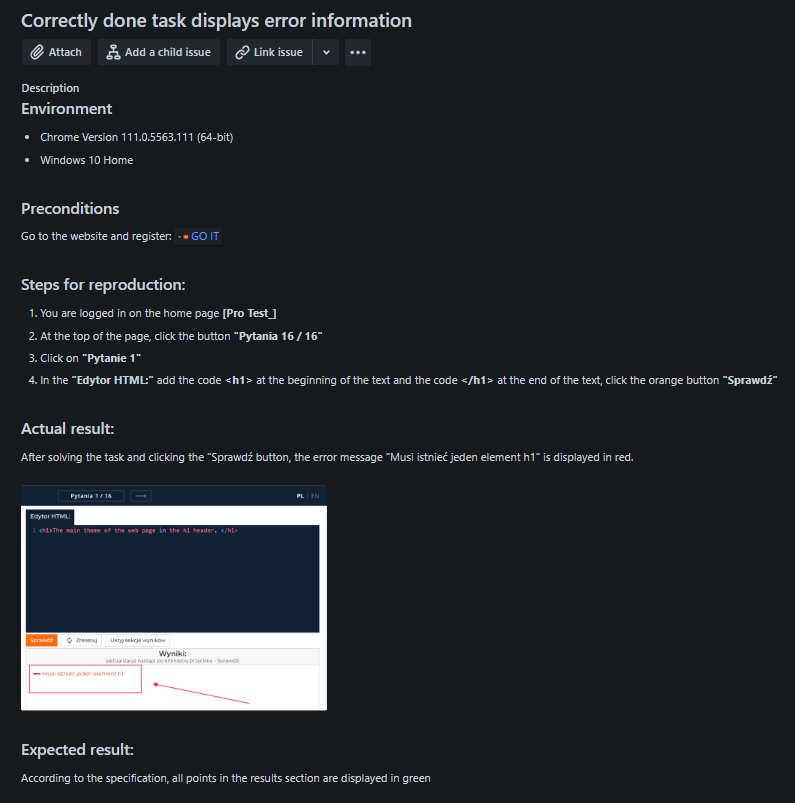 Correctly done task displays error information
Attach Add a child issue Link issue
Description
Environment
Chrome Version 111.0.5563.111 (64-bit)
Windows 10 Home
Preconditions
Go to the website and register: GO IT
Steps for reproduction:
1. You are logged in on the home page [Pro Test_]
2. At the top of the page, click the button "Pytania 16 / 16"
3. Click on "Pytanie 1"
4. In the "Edytor HTML:" add the code <h1> at the beginning of the text and the code </h1> at the end of the text, click the orange button "Sprawdź"
Actual result:
After solving the task and clicking the "Sprawdź button, the error message "Musi istnieć jeden element h1" is displayed in red.
Pytania 1 / 16 PL | EN
Edytor HTML:
1 <h1>The main theme of the web page in the h1 header. </h1>
Sprawdź Zresetuj Ukryj sekcję wyników
Wyniki:
(aktualizacja nastąpi po kliknięciu przycisku - Sprawdź)
Musi istnieć jeden element h1
Expected result:
According to the specification, all points in the results section are displayed in green